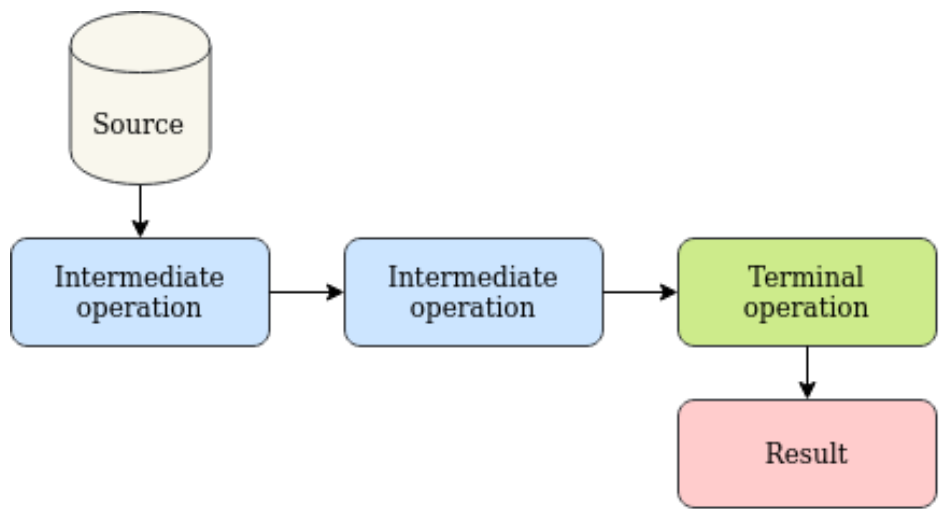 Source
Intermediate
operation
Intermediate
operation
Terminal
operation
Result